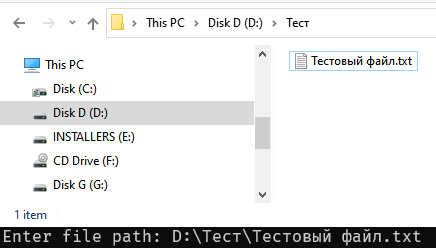 This PC > Disk D (D:) > Тест
This PC
Тестовый файл.txt
Disk (C:)
Disk D (D:)
INSTALLERS (E:)
CD Drive (F:)
Disk G (G:)
1 item
Enter file path: D:\Тест\Тестовый файл.txt